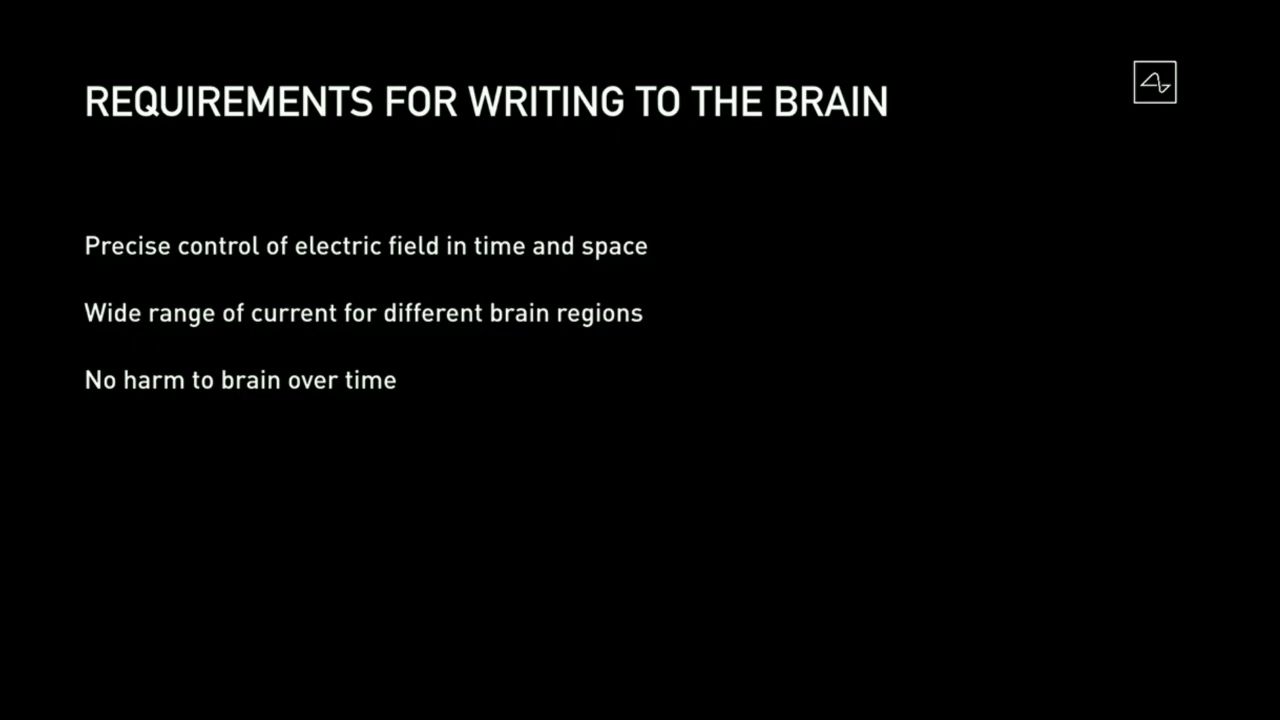 REQUIREMENTS FOR WRITING TO THE BRAIN
Precise control of electric field in time and space
Wide range of current for different brain regions
No harm to brain over time